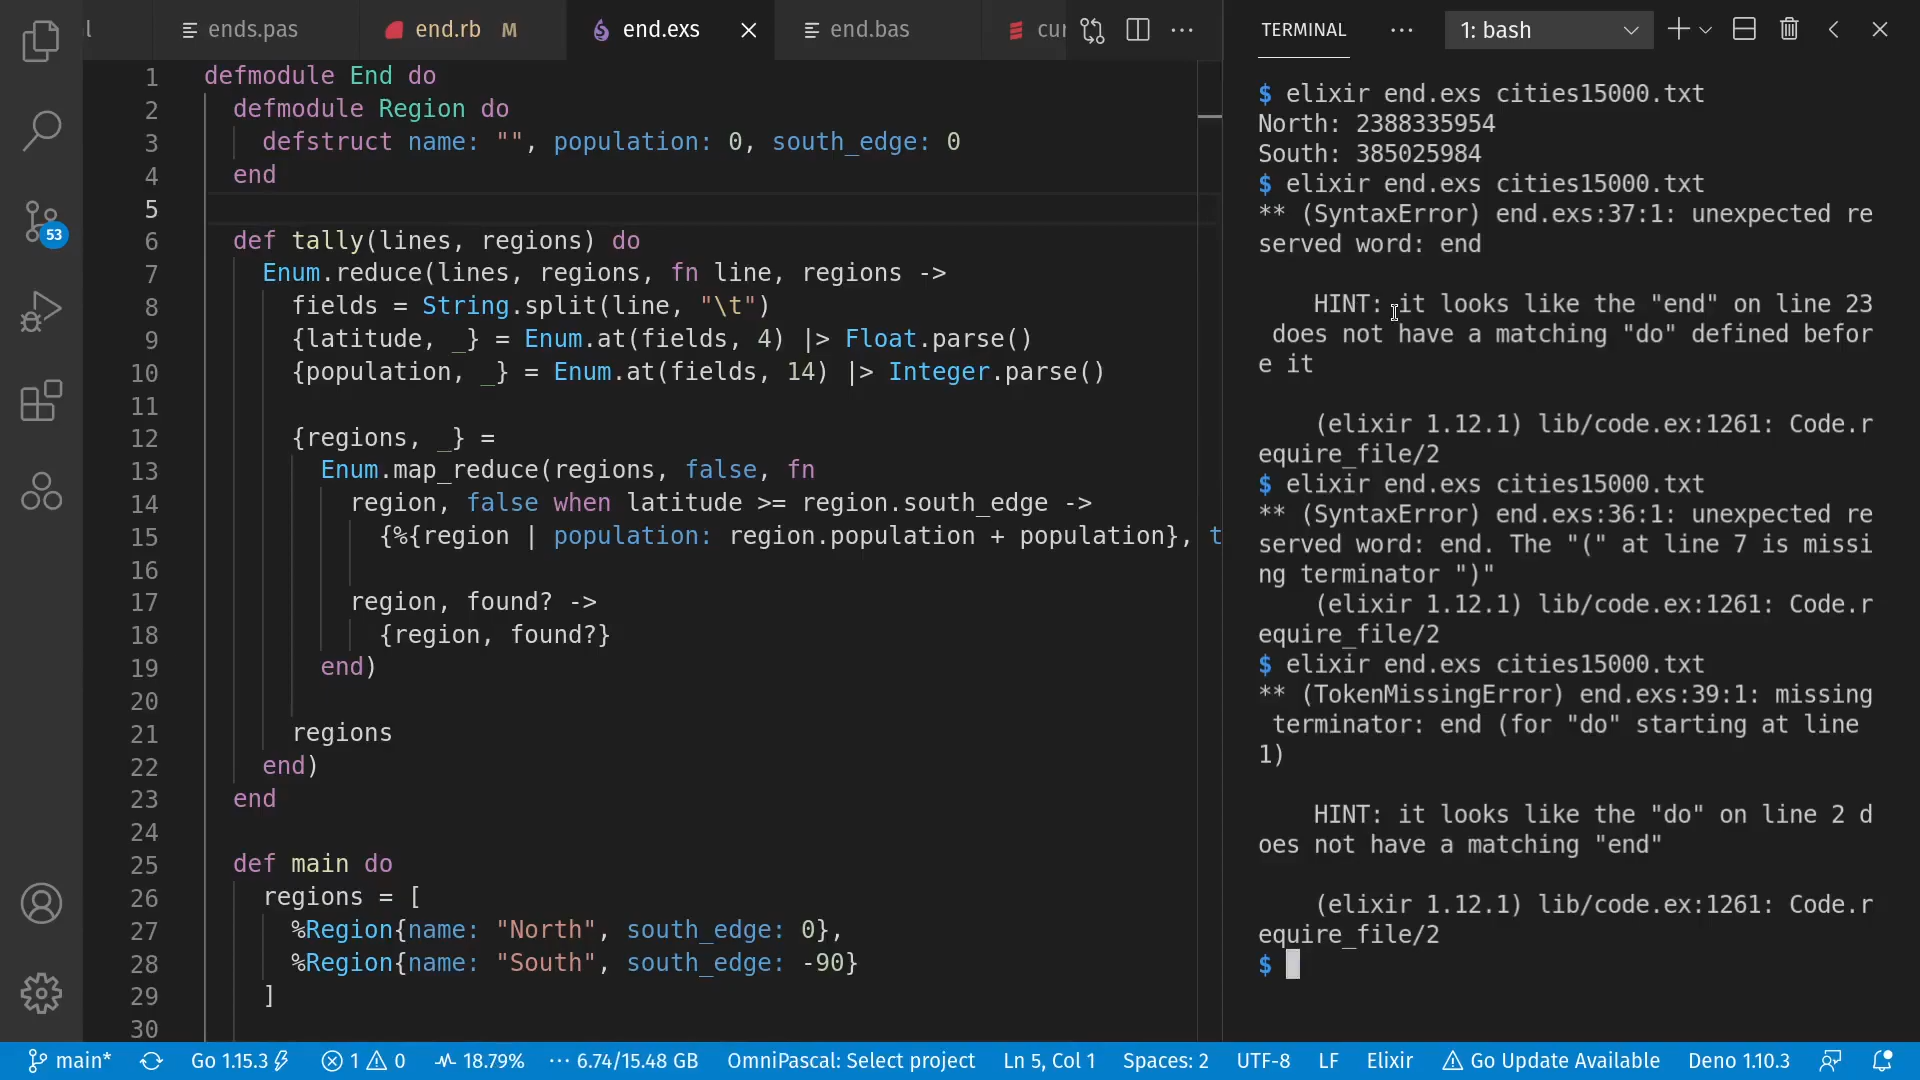 l
ends.pas
end.rb M
end.exs
end.bas
cur
1 defmodule End do
2 defmodule Region do
3 defstruct name: "", population: 0, south_edge: 0
4 end
5
6 def tally(lines, regions) do
7 Enum.reduce(lines, regions, fn line, regions ->
8 fields = String.split(line, "\t")
9 {latitude, _} = Enum.at(fields, 4) |> Float.parse()
10 {population, _} = Enum.at(fields, 14) |> Integer.parse()
11
12 {regions, _} =
13 Enum.map_reduce(regions, false, fn
14 region, false when latitude >= region.south_edge ->
15 {%{region | population: region.population + population}, t
16
17 region, found? ->
18 {region, found?}
19 end)
20
21 regions
22 end)
23 end
24
25 def main do
26 regions = [
27 %Region{name: "North", south_edge: 0},
28 %Region{name: "South", south_edge: -90}
29 ]
30
53
TERMINAL
1: bash
$ elixir end.exs cities15000.txt
North: 2388335954
South: 385025984
$ elixir end.exs cities15000.txt
** (SyntaxError) end.exs:37:1: unexpected re
served word: end
HINT: it looks like the "end" on line 23
does not have a matching "do" defined befor
e it
(elixir 1.12.1) lib/code.ex:1261: Code.r
equire_file/2
$ elixir end.exs cities15000.txt
** (SyntaxError) end.exs:36:1: unexpected re
served word: end. The "(" at line 7 is missi
ng terminator ")"
(elixir 1.12.1) lib/code.ex:1261: Code.r
equire_file/2
$ elixir end.exs cities15000.txt
** (TokenMissingError) end.exs:39:1: missing
terminator: end (for "do" starting at line
1)
HINT: it looks like the "do" on line 2 d
oes not have a matching "end"
(elixir 1.12.1) lib/code.ex:1261: Code.r
equire_file/2
$
main* Go 1.15.3 1 0 18.79% 6.74/15.48 GB OmniPascal: Select project Ln 5, Col 1 Spaces: 2 UTF-8 LF Elixir Go Update Available Deno 1.10.3